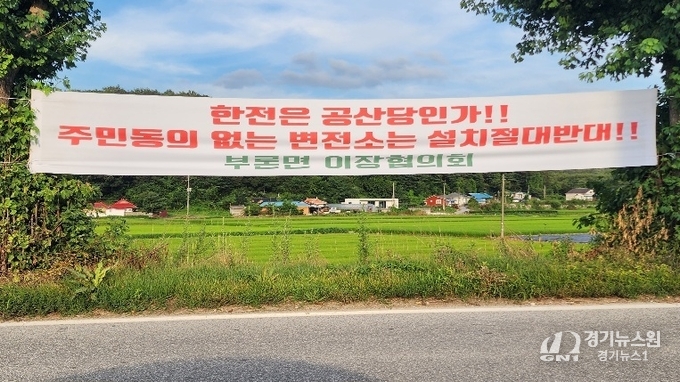 한전은 공산당인가!!
주민동의 없는 변전소는 설치절대반대!!
부론면 이장협의회
GN1 경기뉴스원
경기뉴스1